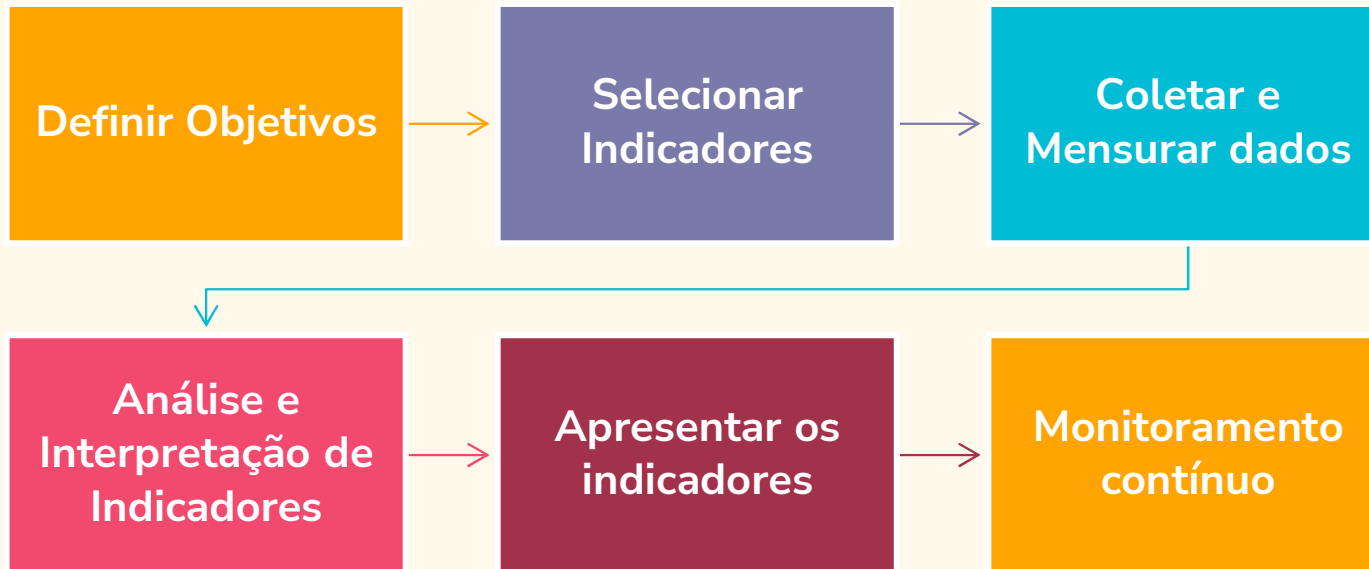 Definir Objetivos
Selecionar
Indicadores
Coletar e
Mensurar dados
Análise e
Interpretação de
Indicadores
Apresentar os
indicadores
Monitoramento
contínuo